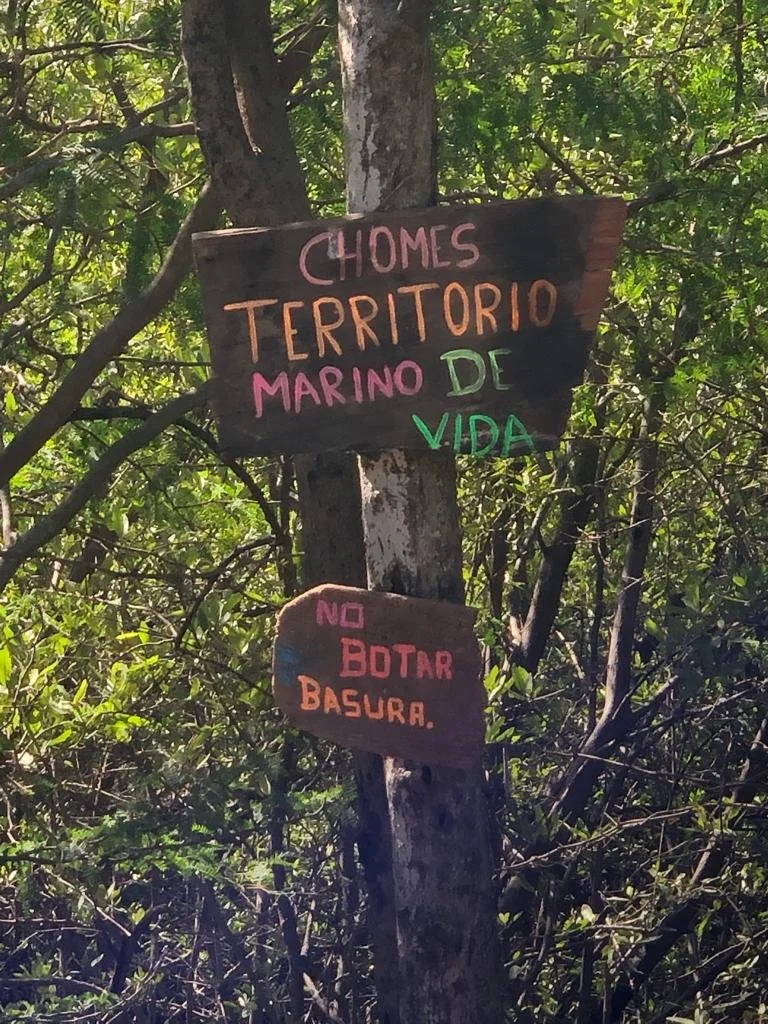 CHOMES
TERRITORIO
MARINO DE
VIDA
NO
BOTAR
BASURA.